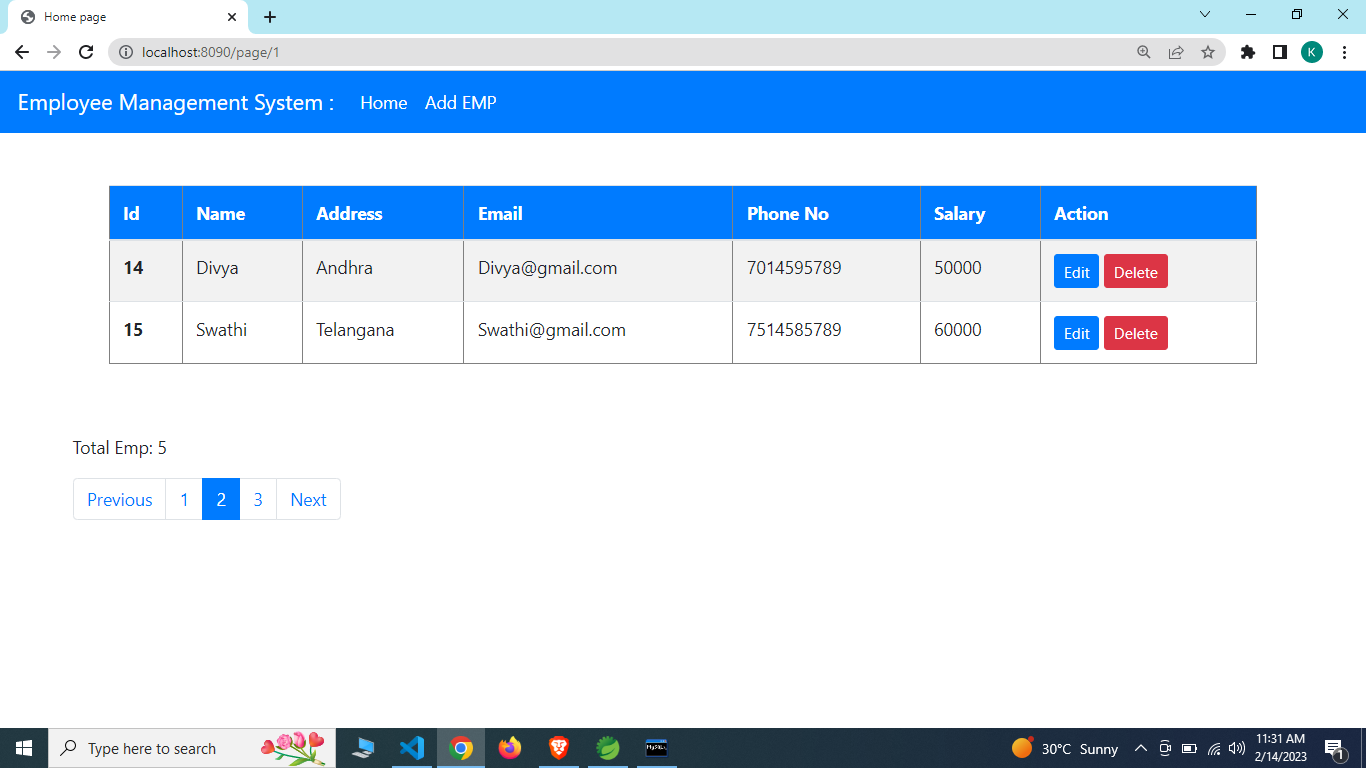 Home page
localhost:8090/page/1
K
Employee Management System : Home Add EMP
Id Name Address Email Phone No Salary Action
14 Divya Andhra Divya@gmail.com 7014595789 50000 Edit Delete
15 Swathi Telangana Swathi@gmail.com 7514585789 60000 Edit Delete
Total Emp: 5
Previous 1 2 3 Next
Type here to search
MySQL
30°C Sunny
11:31 AM
2/14/2023
1